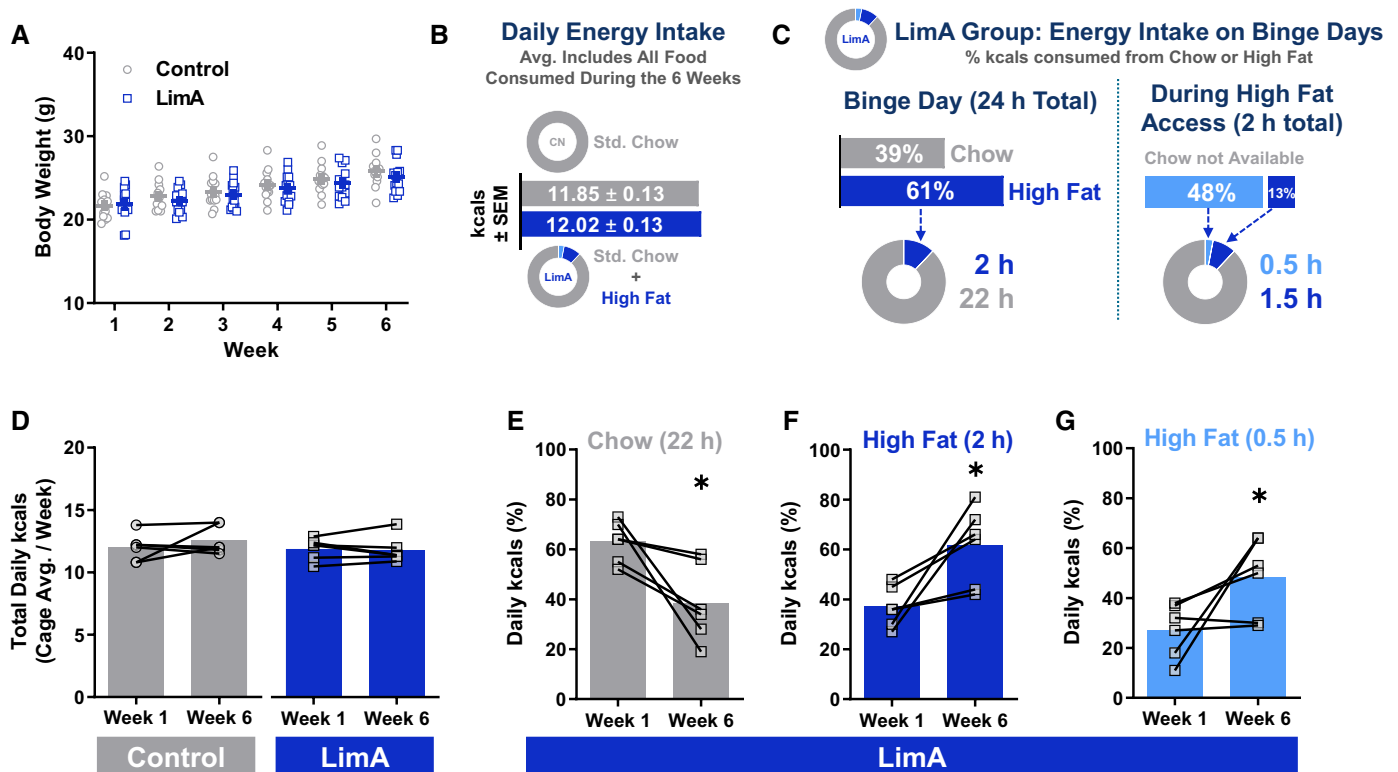 A
Body Weight (g)
40
30
20
10
Control
LimA
1 2 3 4 5 6
Week
B
Daily Energy Intake
Avg. Includes All Food
Consumed During the 6 Weeks
CN
Std. Chow
kcals
± SEM
11.85 ± 0.13
12.02 ± 0.13
LimA
Std. Chow
+
High Fat
C
LimA
LimA Group: Energy Intake on Binge Days
% kcals consumed from Chow or High Fat
Binge Day (24 h Total)
39% Chow
61% High Fat
2 h
22 h
During High Fat
Access (2 h total)
Chow not Available
48% 13%
0.5 h
1.5 h
D
Total Daily kcals
(Cage Avg. / Week)
20
15
10
5
0
Week 1 Week 6 Week 1 Week 6
Control LimA
E
Chow (22 h)
Daily kcals (%)
100
80
60
40
20
0
*
Week 1 Week 6
F
High Fat (2 h)
Daily kcals (%)
100
80
60
40
20
0
*
Week 1 Week 6
G
High Fat (0.5 h)
Daily kcals (%)
100
80
60
40
20
0
*
Week 1 Week 6
LimA